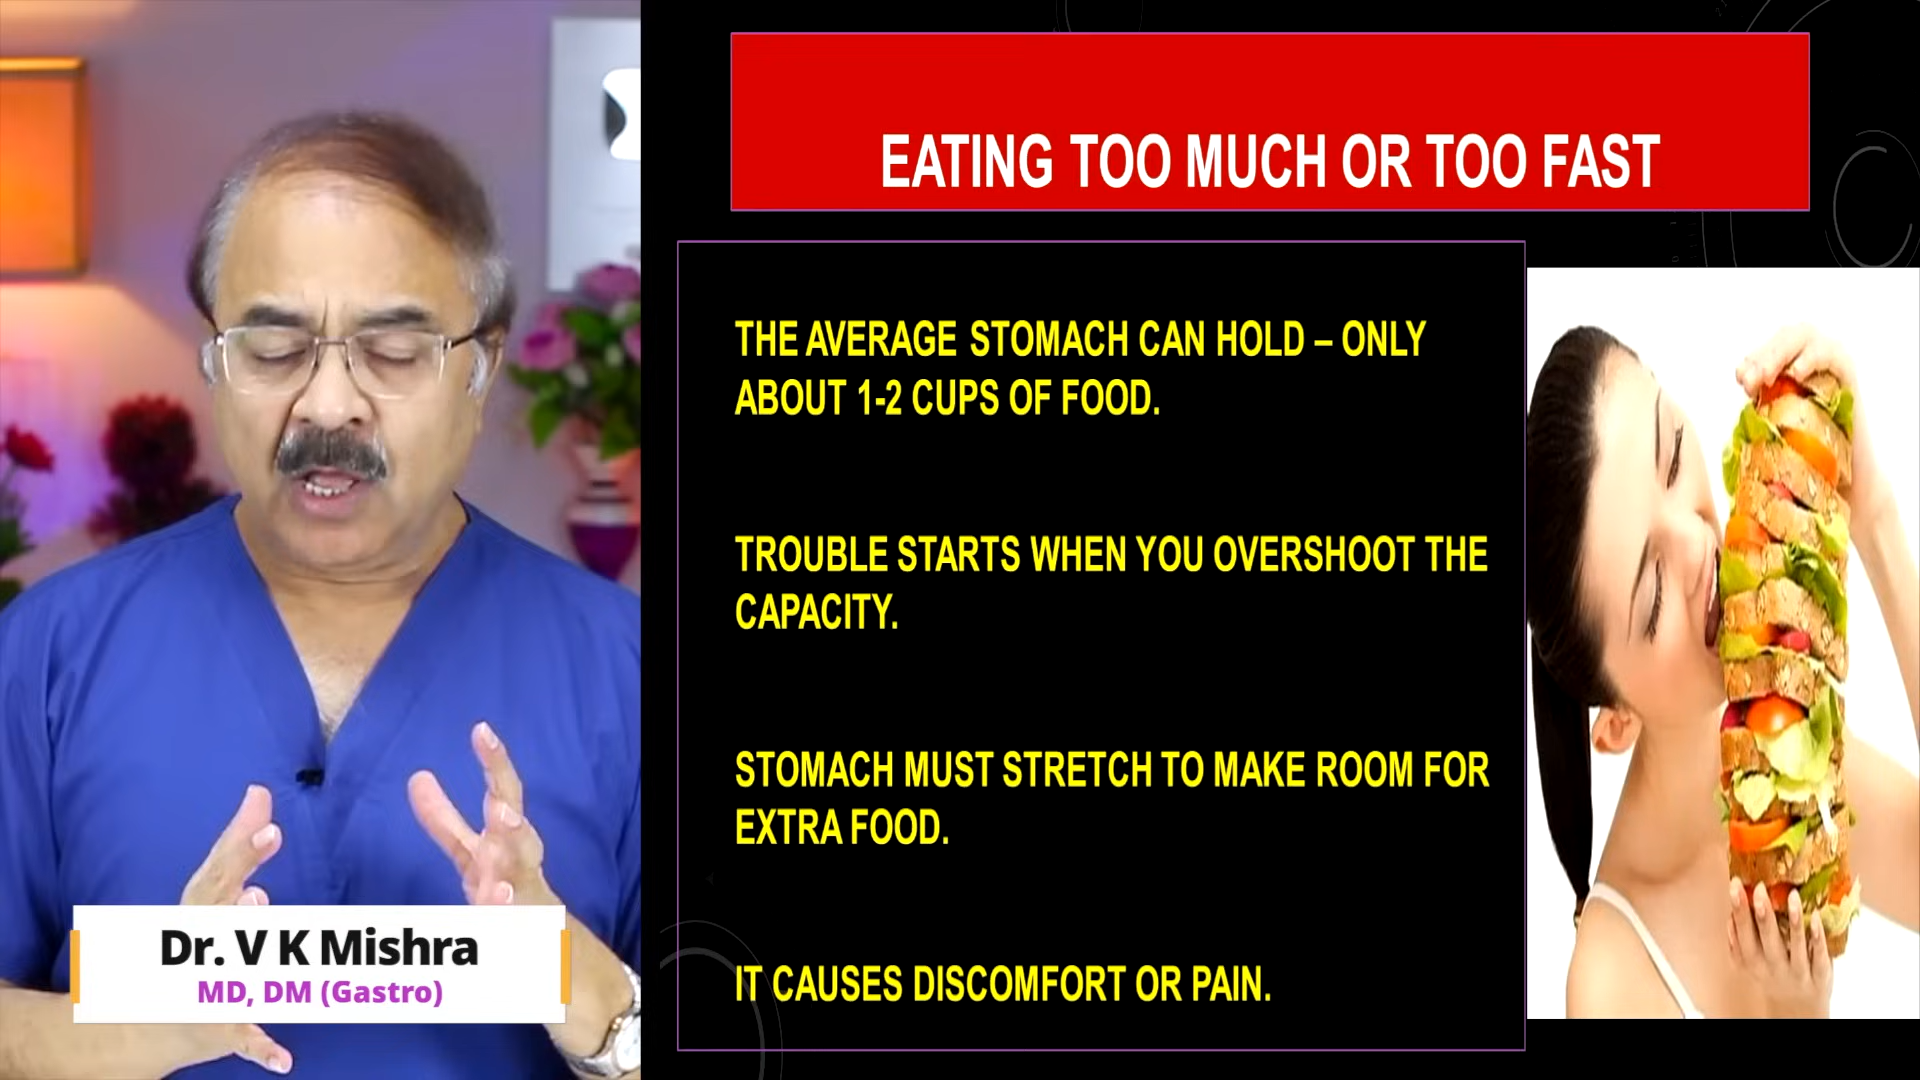 EATING TOO MUCH OR TOO FAST
THE AVERAGE STOMACH CAN HOLD – ONLY
ABOUT 1-2 CUPS OF FOOD.
TROUBLE STARTS WHEN YOU OVERSHOOT THE
CAPACITY.
STOMACH MUST STRETCH TO MAKE ROOM FOR
EXTRA FOOD.
IT CAUSES DISCOMFORT OR PAIN.
Dr. V K Mishra
MD, DM (Gastro)